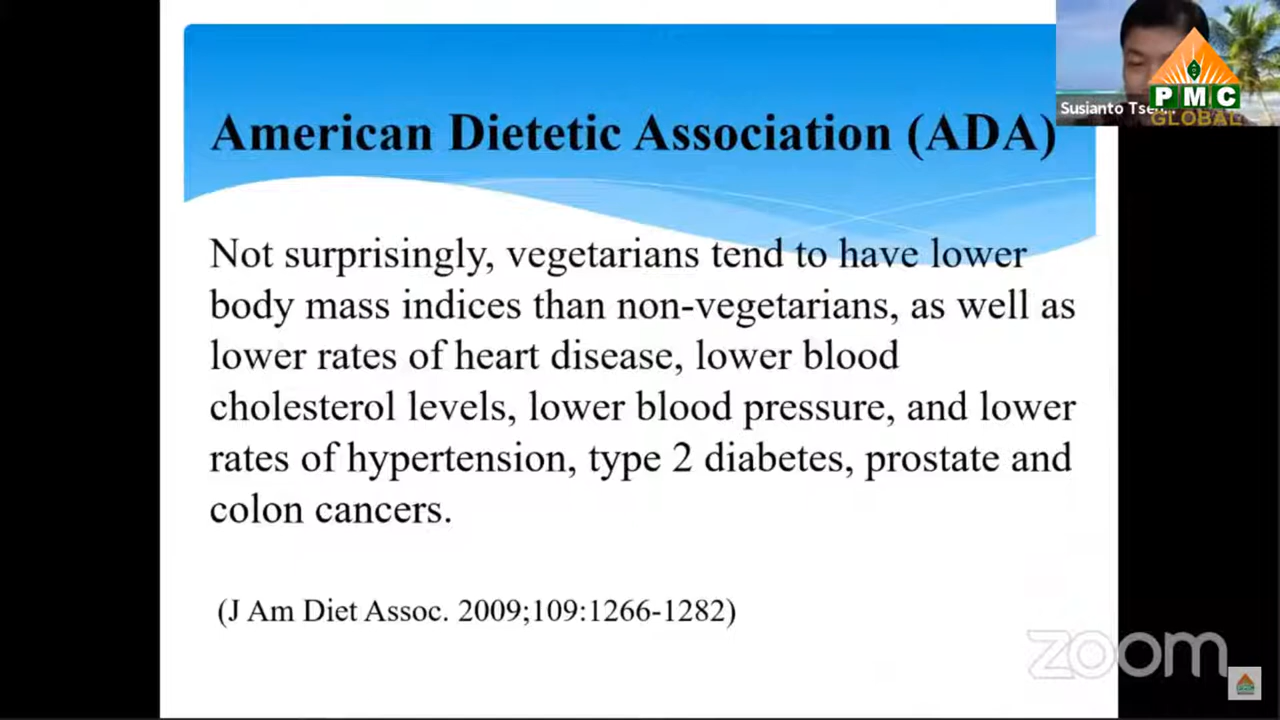 American Dietetic Association (ADA)
Not surprisingly, vegetarians tend to have lower
body mass indices than non-vegetarians, as well as
lower rates of heart disease, lower blood
cholesterol levels, lower blood pressure, and lower
rates of hypertension, type 2 diabetes, prostate and
colon cancers.
(J Am Diet Assoc. 2009;109:1266-1282)
Susianto
PMC
GLOBAL
zoom